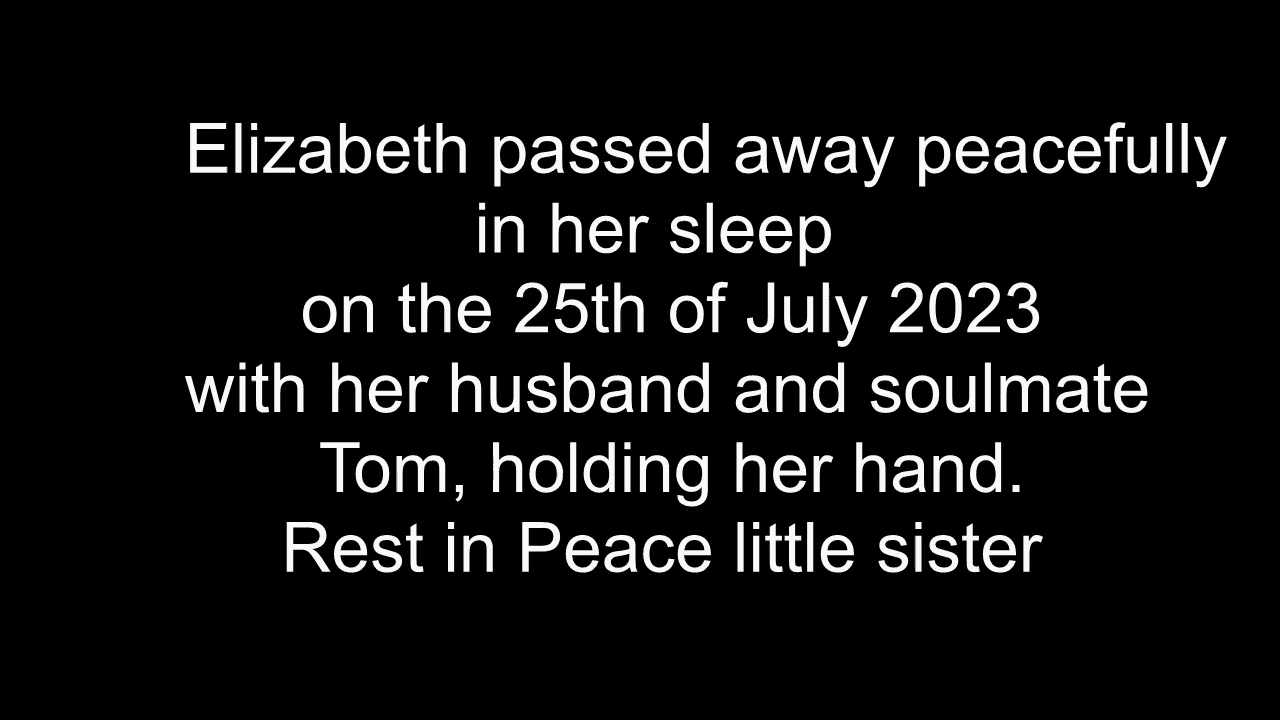 Elizabeth passed away peacefully
in her sleep
on the 25th of July 2023
with her husband and soulmate
Tom, holding her hand.
Rest in Peace little sister